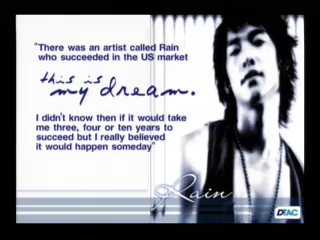 "There was an artist called Rain
who succeeded in the US market
this is
my dream.
I didn't know then if it would take
me three, four or ten years to
succeed but I really believed
it would happen someday"
Rain
DTAC